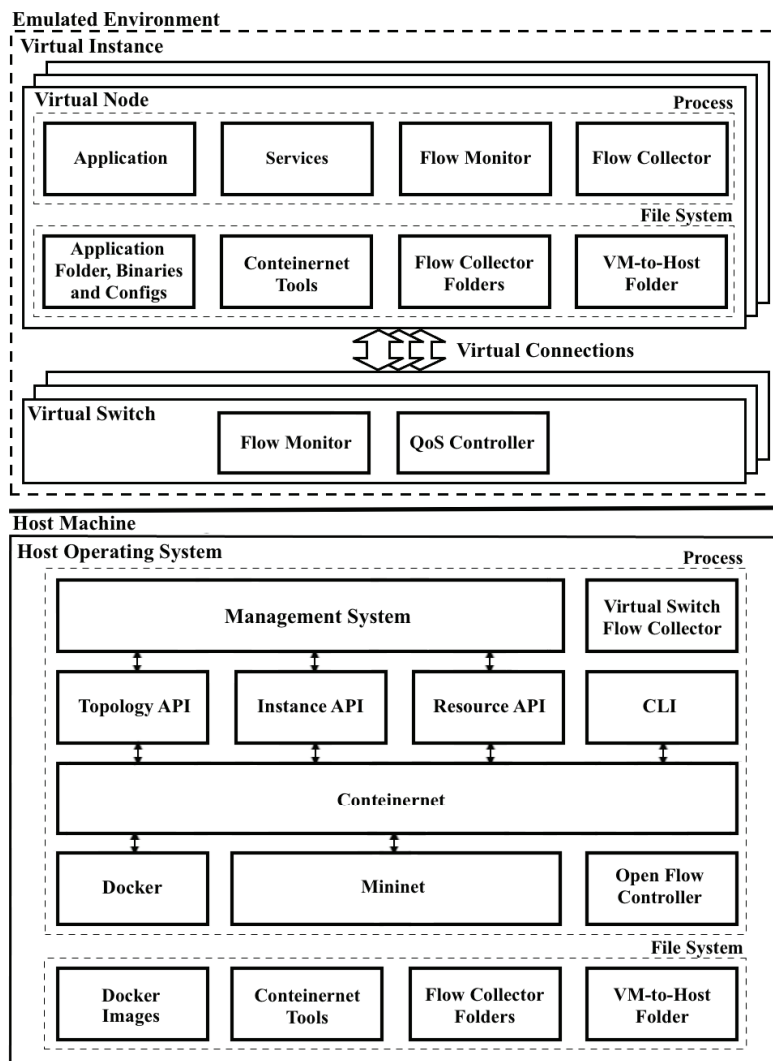 Emulated Environment
Virtual Instance
Virtual Node
Process
Application
Services
Flow Monitor
Flow Collector
File System
Application
Folder, Binaries
and Configs
Conteinernet
Tools
Flow Collector
Folders
VM-to-Host
Folder
Virtual Connections
Virtual Switch
Flow Monitor
QoS Controller
Host Machine
Host Operating System
Process
Management System
Virtual Switch
Flow Collector
Topology API
Instance API
Resource API
CLI
Conteinernet
Docker
Mininet
Open Flow
Controller
File System
Docker
Images
Conteinernet
Tools
Flow Collector
Folders
VM-to-Host
Folder